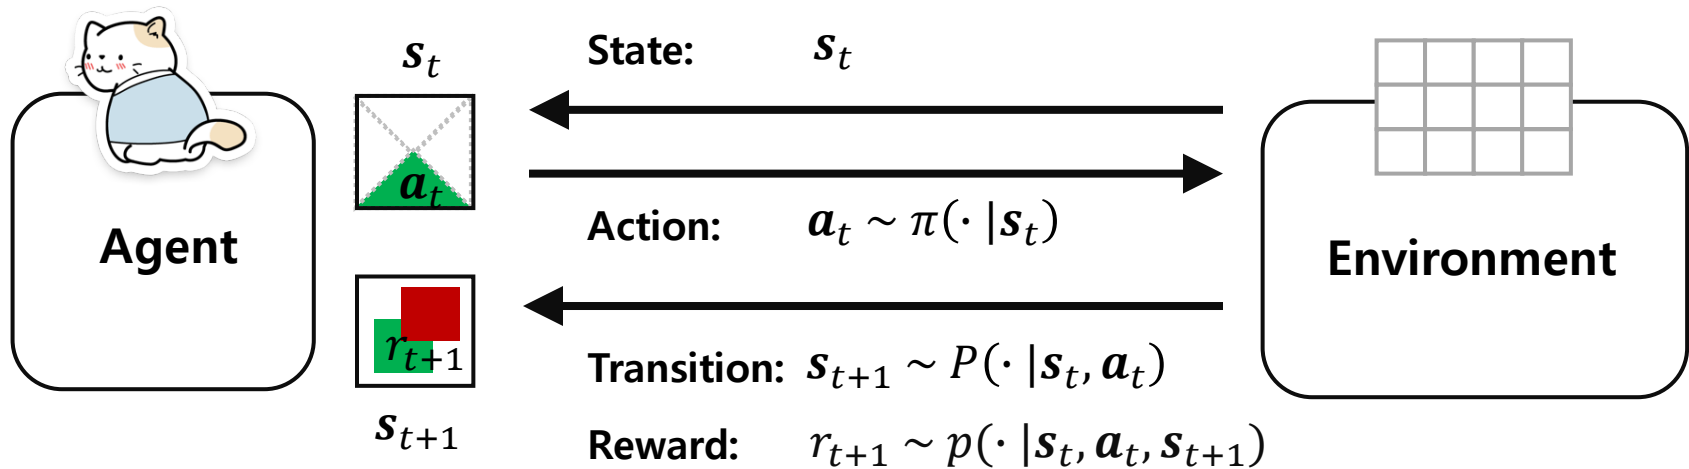 s_t
State: s_t
a_t
Action: a_t ~ π(· |s_t)
Agent
Environment
r_{t+1}
Transition: s_{t+1} ~ P(· |s_t, a_t)
s_{t+1}
Reward: r_{t+1} ~ p(· |s_t, a_t, s_{t+1})